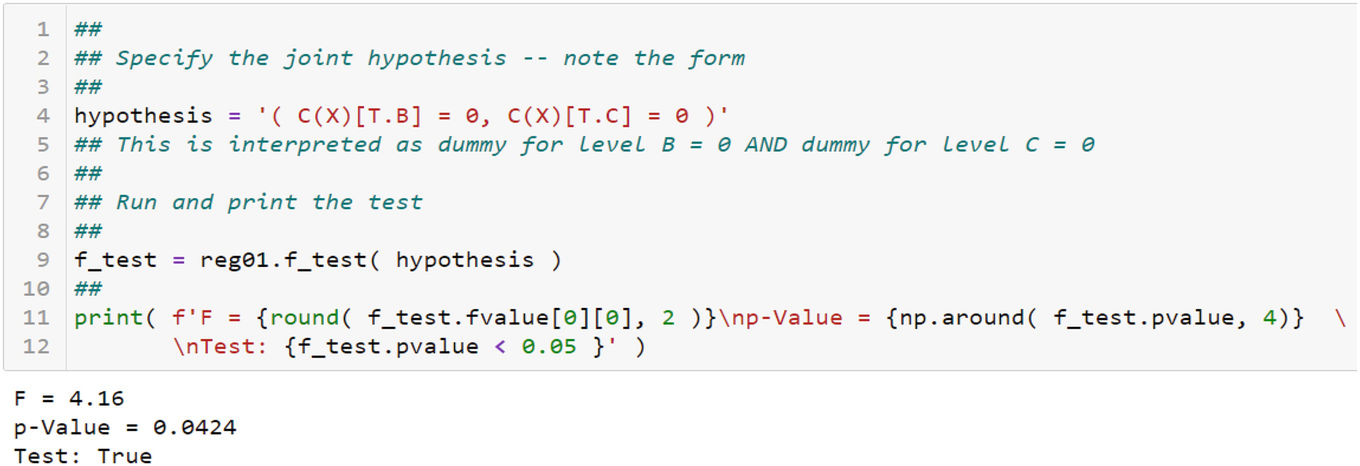 1 ##
2 ## Specify the joint hypothesis -- note the form
3 ##
4 hypothesis = '( C(X)[T.B] = 0, C(X)[T.C] = 0 )'
5 ## This is interpreted as dummy for level B = 0 AND dummy for level C = 0
6 ##
7 ## Run and print the test
8 ##
9 f_test = reg01.f_test( hypothesis )
10 ##
11 print( f'F = {round( f_test.fvalue[0][0], 2 )}\np-Value = {np.around( f_test.pvalue, 4)} \
12 \nTest: {f_test.pvalue < 0.05 }' )
F = 4.16
p-Value = 0.0424
Test: True